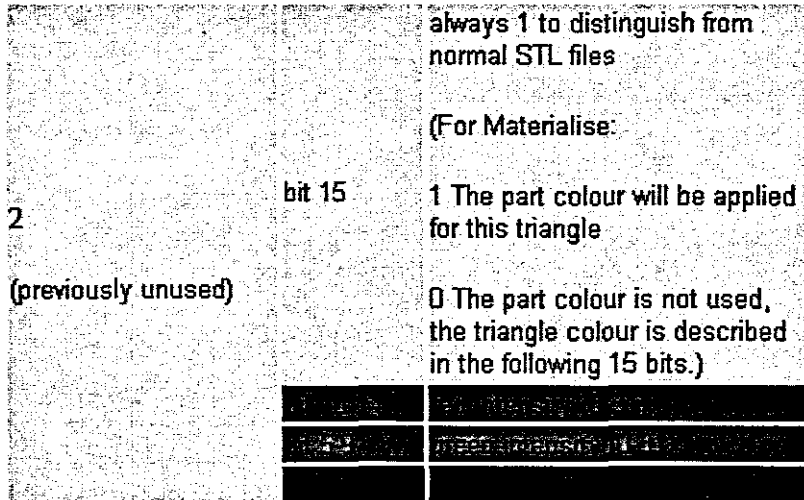 always 1 to distinguish from
normal STL files
(For Materialise:
2
(previously unused)
bit 15
1 The part colour will be applied
for this triangle
0 The part colour is not used,
the triangle colour is described
in the following 15 bits.)